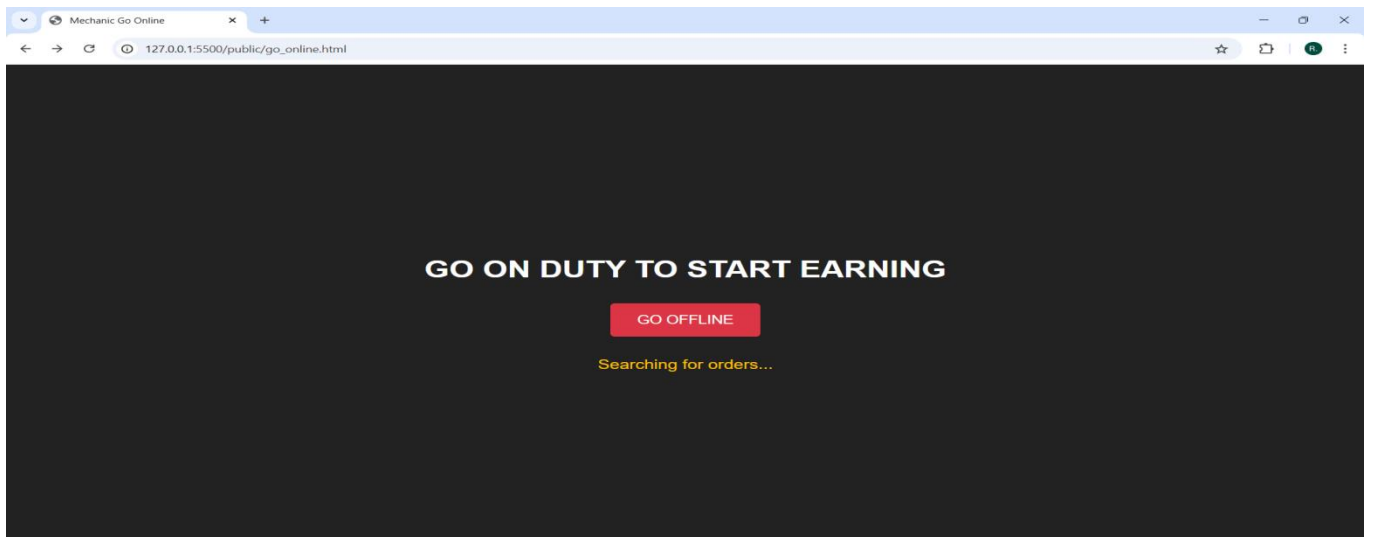 Mechanic Go Online
127.0.0.1:5500/public/go_online.html
R.
GO ON DUTY TO START EARNING
GO OFFLINE
Searching for orders...